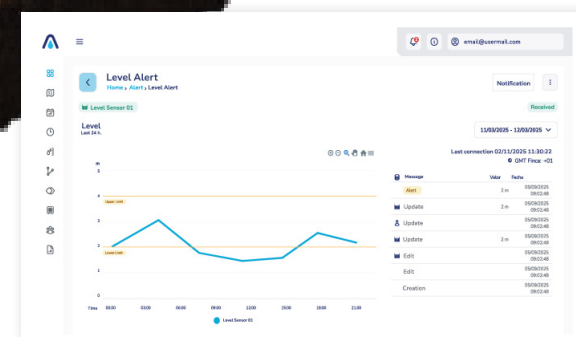 email@usermail.com
Level Alert
Home > Alert > Level Alert
Notification
Level Sensor 01
Received
Level
Last 24 h.
11/03/2025 - 12/03/2025
Last connection 02/11/2025 11:30:22
GMT Finca: +01
m
5
4
Upper Limit
3
2
Lower Limit
1
0
Time 00:00 03:00 06:00 09:00 12:00 15:00 18:00 21:00
Level Sensor 01
Message Valor Fecha
Alert 2 m 05/09/2025
09:02:48
Update 2 m 05/09/2025
09:02:48
Update 05/09/2025
09:02:48
Update 2 m 05/09/2025
09:02:48
Edit 05/09/2025
09:02:48
Edit 05/09/2025
09:02:48
Creation 05/09/2025
09:02:48